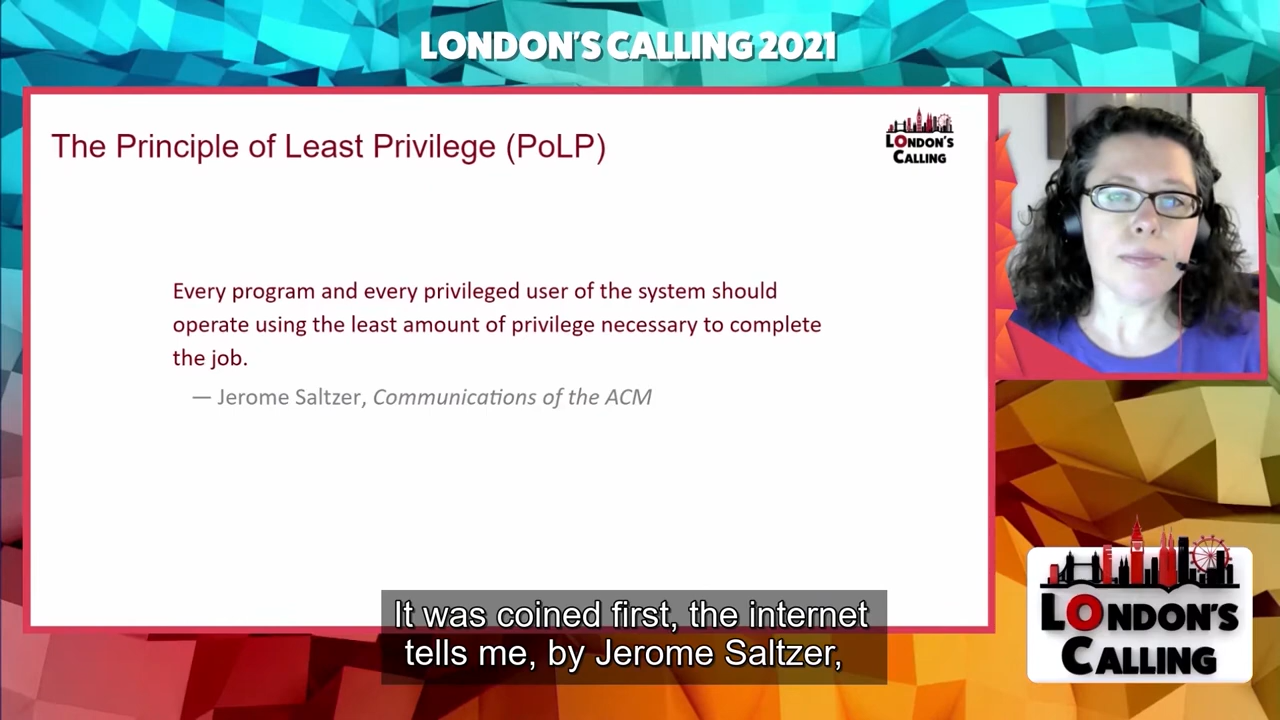 LONDON'S CALLING 2021
The Principle of Least Privilege (PoLP)
LONDON'S
CALLING
Every program and every privileged user of the system should
operate using the least amount of privilege necessary to complete
the job.
— Jerome Saltzer, Communications of the ACM
It was coined first, the internet
tells me, by Jerome Saltzer,
LONDON'S
CALLING